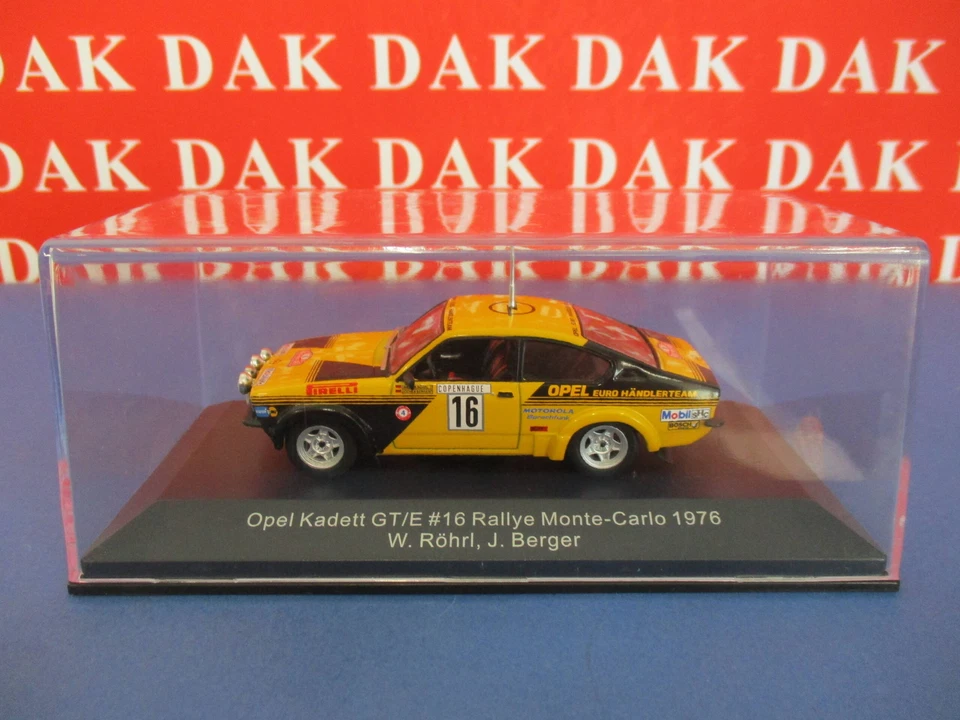 DAK DAK DAK DAK DAK
DAK DAK DAK DAK DAK
DAK DAK DAK DAK DAK
PIRELLI
COPENHAGUE
16
OPEL EURO HÄNDLERTEAM
MOTOROLA
Mobil
BOSCH
Opel Kadett GT/E #16 Rallye Monte-Carlo 1976
W. Röhrl, J. Berger